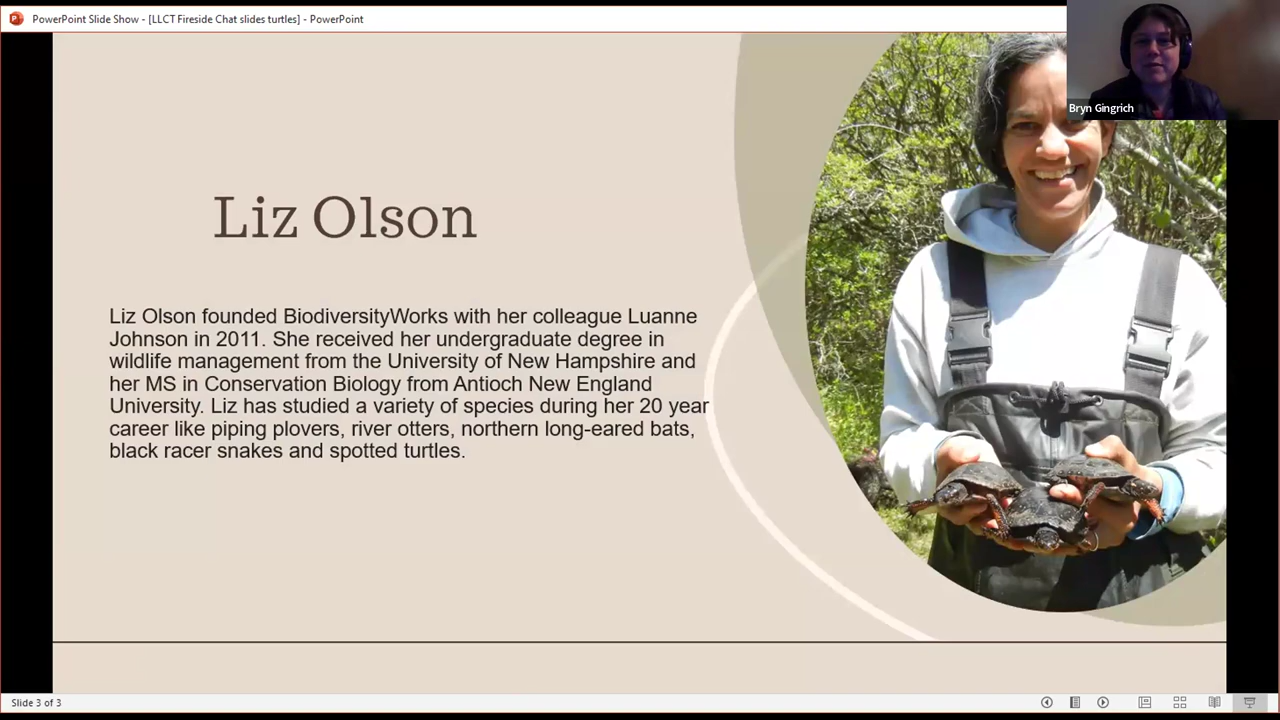 PowerPoint Slide Show - [LLCT Fireside Chat slides turtles] - PowerPoint
Bryn Gingrich
Liz Olson
Liz Olson founded BiodiversityWorks with her colleague Luanne
Johnson in 2011. She received her undergraduate degree in
wildlife management from the University of New Hampshire and
her MS in Conservation Biology from Antioch New England
University. Liz has studied a variety of species during her 20 year
career like piping plovers, river otters, northern long-eared bats,
black racer snakes and spotted turtles.
Slide 3 of 3